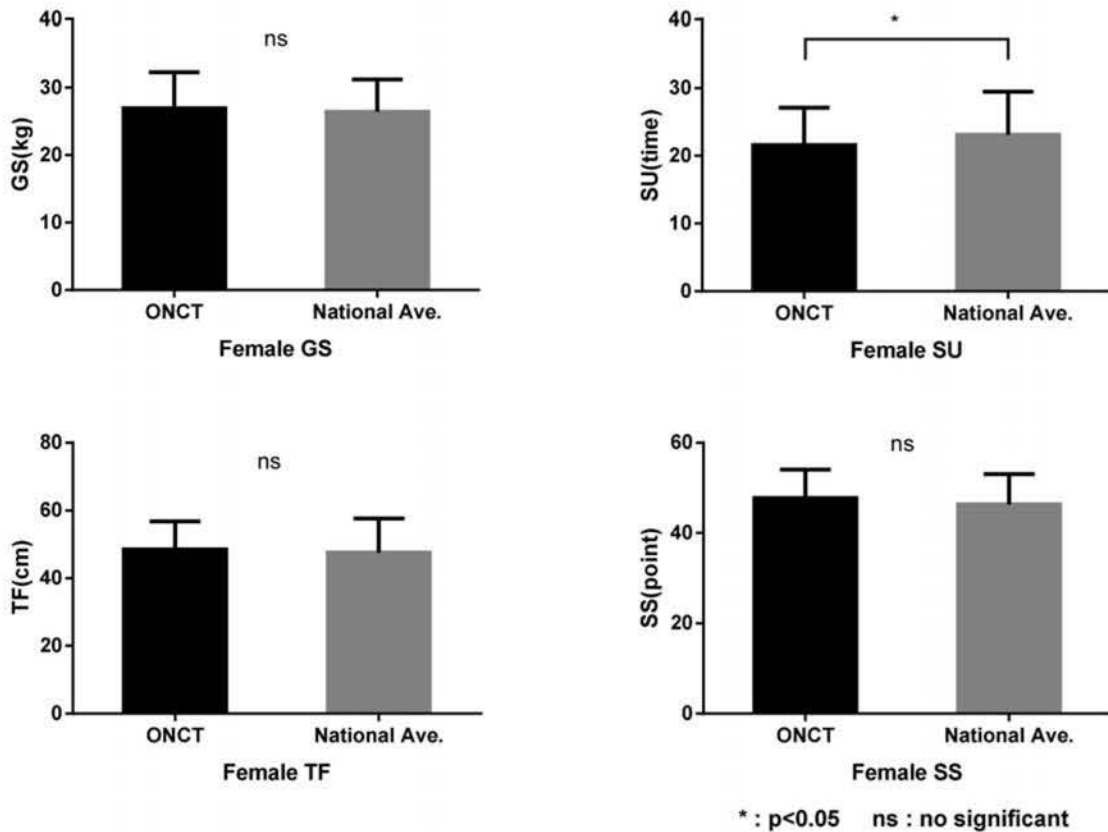 40
30
20
10
0
GS(kg)
ns
ONCT
National Ave.
Female GS
40
30
20
10
0
SU(time)
*
ONCT
National Ave.
Female SU
80
60
40
20
0
TF(cm)
ns
ONCT
National Ave.
Female TF
60
40
20
0
SS(point)
ns
ONCT
National Ave.
Female SS
* : p<0.05 ns : no significant